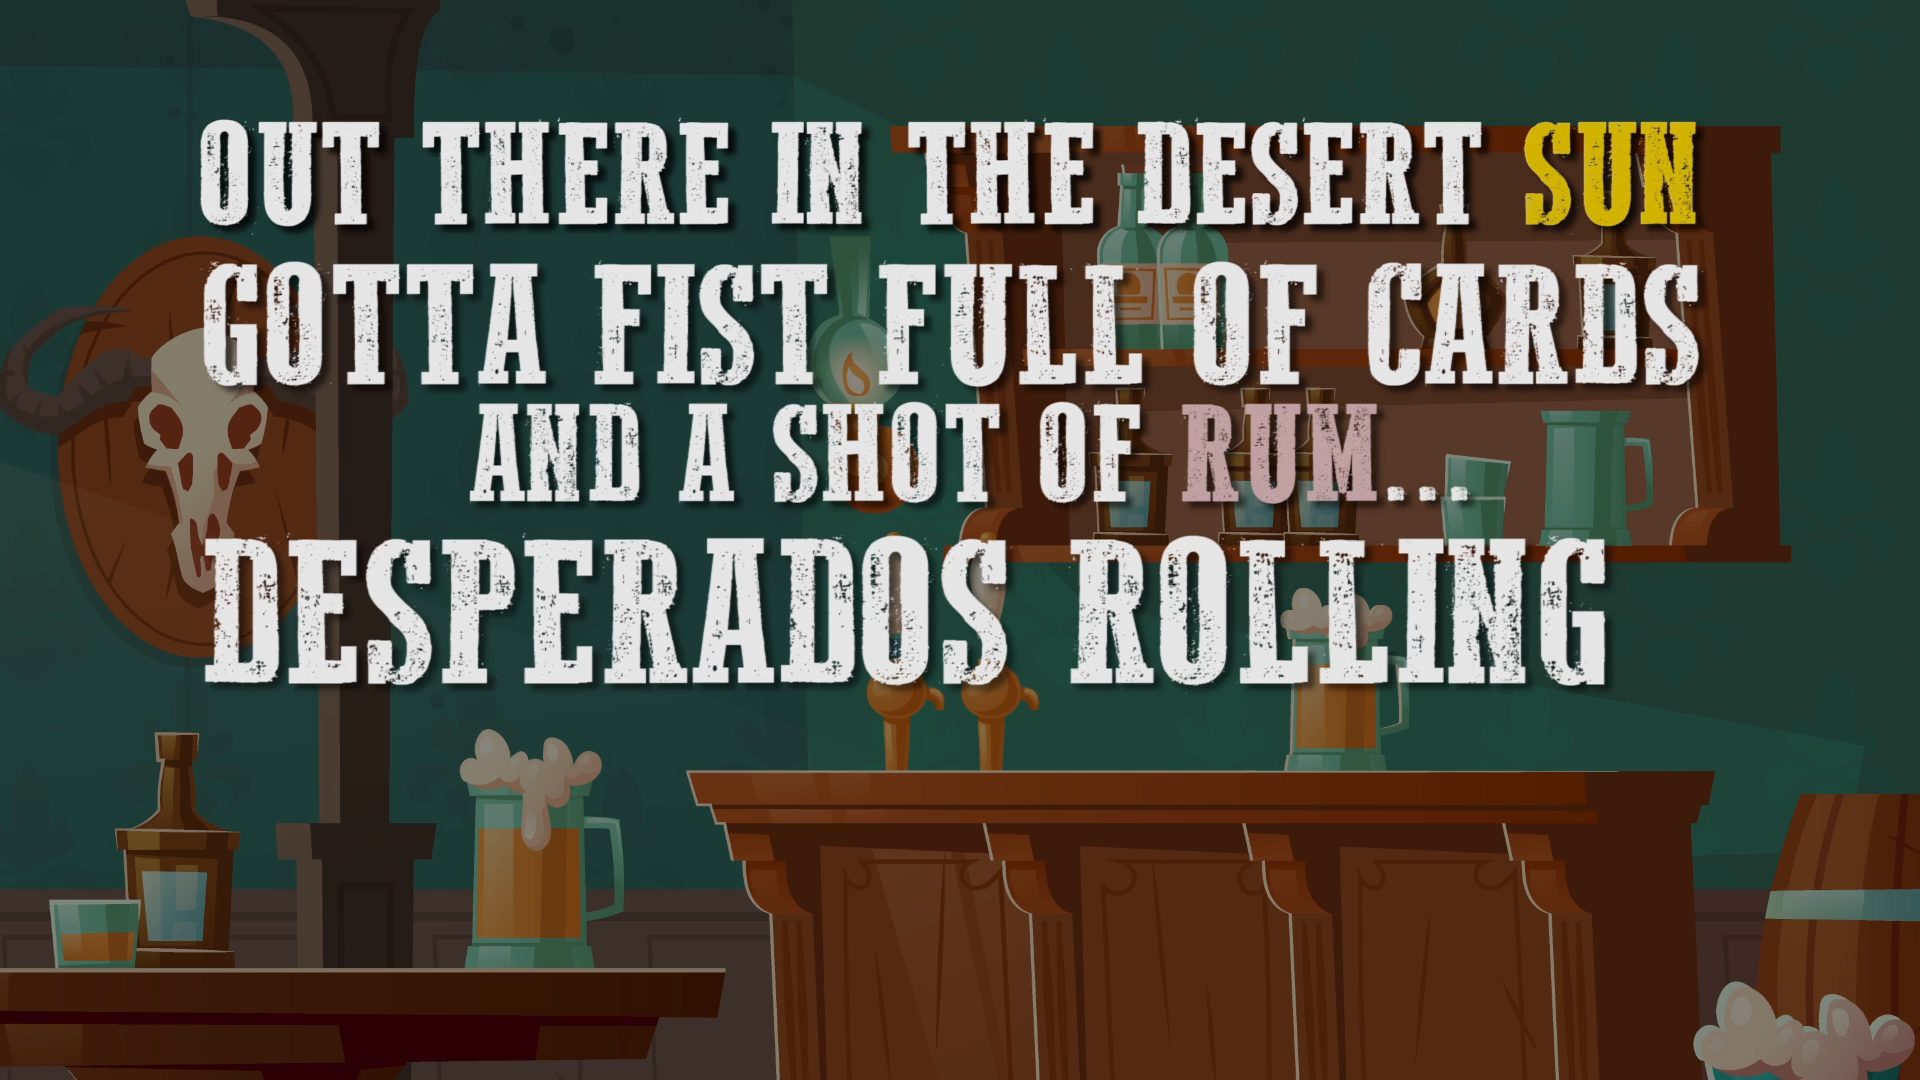 OUT THERE IN THE DESERT SUN
GOTTA FIST FULL OF CARDS
AND A SHOT OF RUM...
DESPERADOS ROLLING